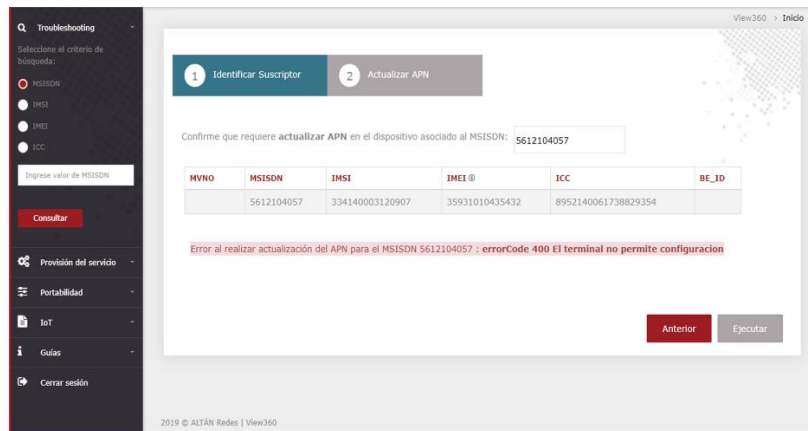 View360 > Inicio
Troubleshooting
Seleccione el criterio de
búsqueda:
MSISDN
IMSI
IMEI
ICC
Ingrese valor de MSISDN
Consultar
Provisión del servicio
Portabilidad
IoT
Guías
Cerrar sesión
1 Identificar Suscriptor
2 Actualizar APN
Confirme que requiere actualizar APN en el dispositivo asociado al MSISDN: 5612104057
MVNO MSISDN IMSI IMEI ICC BE_ID
5612104057 334140003120907 35931010435432 8952140061738829354
Error al realizar actualización del APN para el MSISDN 5612104057 : errorCode 400 El terminal no permite configuracion
Anterior
Ejecutar
2019 © ALTÁN Redes | View360